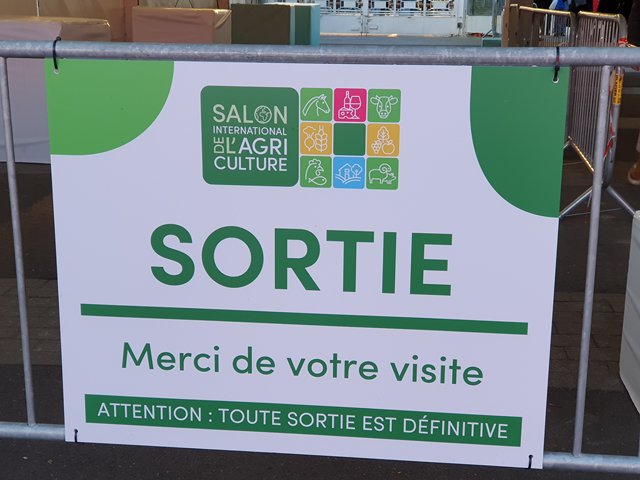 SALON
INTERNATIONAL
DE L'AGRI
CULTURE
SORTIE
Merci de votre visite
ATTENTION : TOUTE SORTIE EST DÉFINITIVE